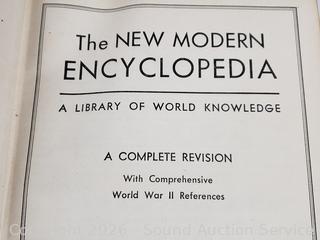 The NEW MODERN
ENCYCLOPEDIA
A LIBRARY OF WORLD KNOWLEDGE
A COMPLETE REVISION
With Comprehensive
World War II References
Copyright 2026 - Sound Auction Service